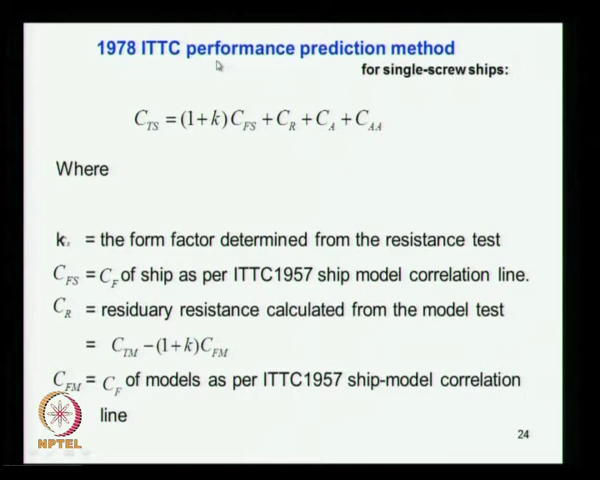 1978 ITTC performance prediction method
for single-screw ships:
C_TS = (1+k)C_FS + C_R + C_A + C_AA
Where
k = the form factor determined from the resistance test
C_FS = C_F of ship as per ITTC1957 ship model correlation line.
C_R = residuary resistance calculated from the model test
= C_TM − (1+k)C_FM
C_FM = C_F of models as per ITTC1957 ship-model correlation
line
NPTEL
24